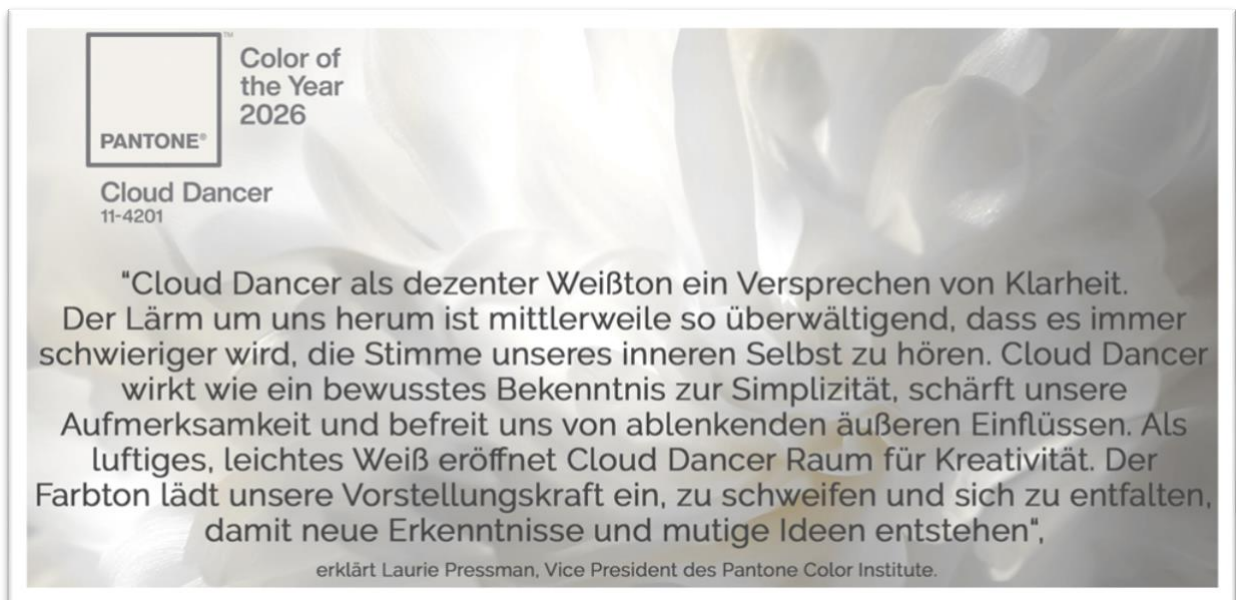 Color of
the Year
2026
PANTONE®
™
Cloud Dancer
11-4201
"Cloud Dancer als dezenter Weißton ein Versprechen von Klarheit.
Der Lärm um uns herum ist mittlerweile so überwältigend, dass es immer
schwieriger wird, die Stimme unseres inneren Selbst zu hören. Cloud Dancer
wirkt wie ein bewusstes Bekenntnis zur Simplizität, schärft unsere
Aufmerksamkeit und befreit uns von ablenkenden äußeren Einflüssen. Als
luftiges, leichtes Weiß eröffnet Cloud Dancer Raum für Kreativität. Der
Farbton lädt unsere Vorstellungskraft ein, zu schweifen und sich zu entfalten,
damit neue Erkenntnisse und mutige Ideen entstehen",
erklärt Laurie Pressman, Vice President des Pantone Color Institute.